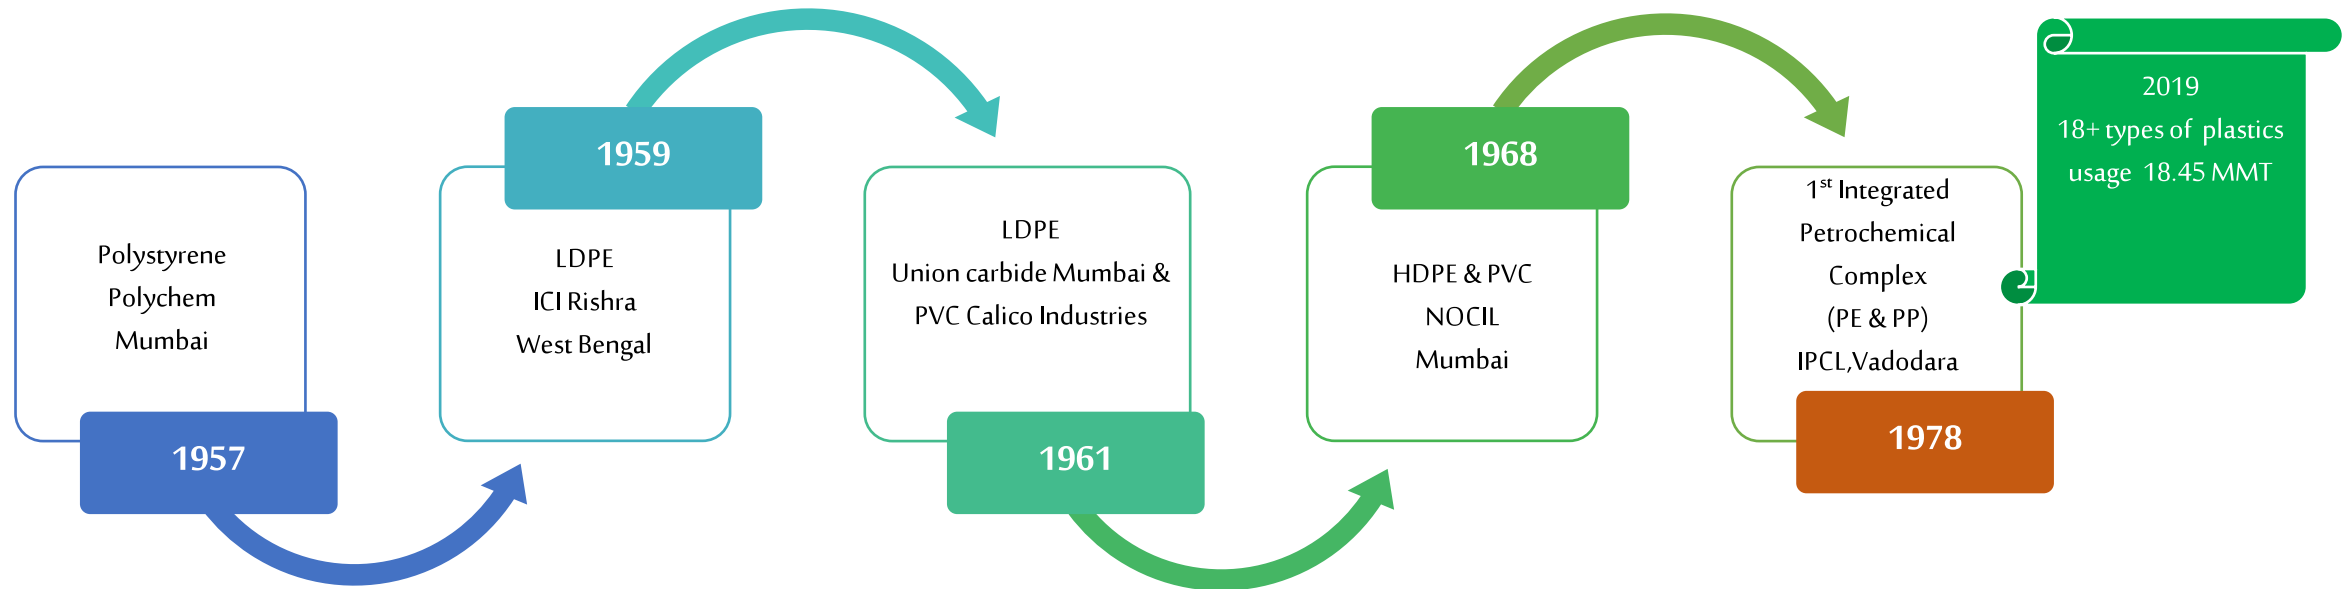 Polystyrene
Polychem
Mumbai
1957
1959
LDPE
ICI Rishra
West Bengal
LDPE
Union carbide Mumbai &
PVC Calico Industries
1961
1968
HDPE & PVC
NOCIL
Mumbai
1st Integrated
Petrochemical
Complex
(PE & PP)
IPCL,Vadodara
1978
2019
18+ types of plastics
usage 18.45 MMT